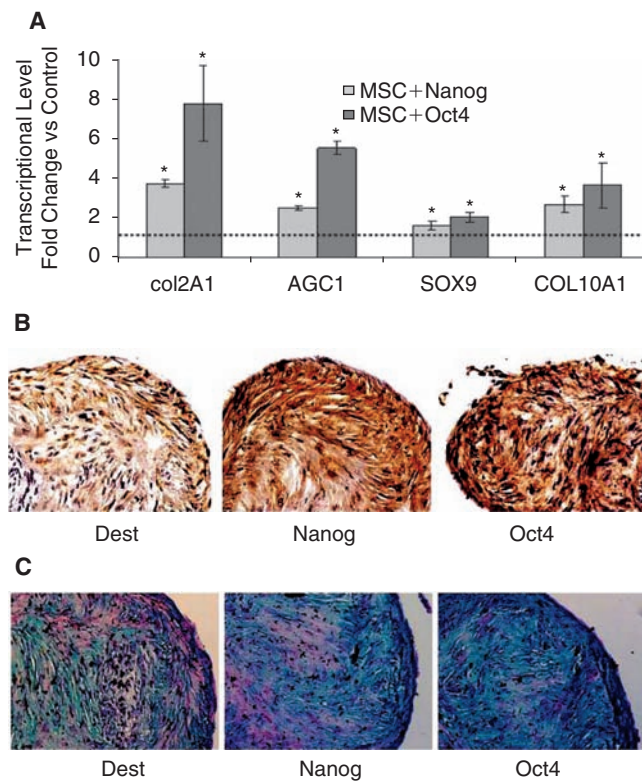 A
Transcriptional Level
Fold Change vs Control
10
8
6
4
2
0
MSC+Nanog
MSC+Oct4
*
*
*
*
*
*
*
*
col2A1 AGC1 SOX9 COL10A1
B
Dest Nanog Oct4
C
Dest Nanog Oct4